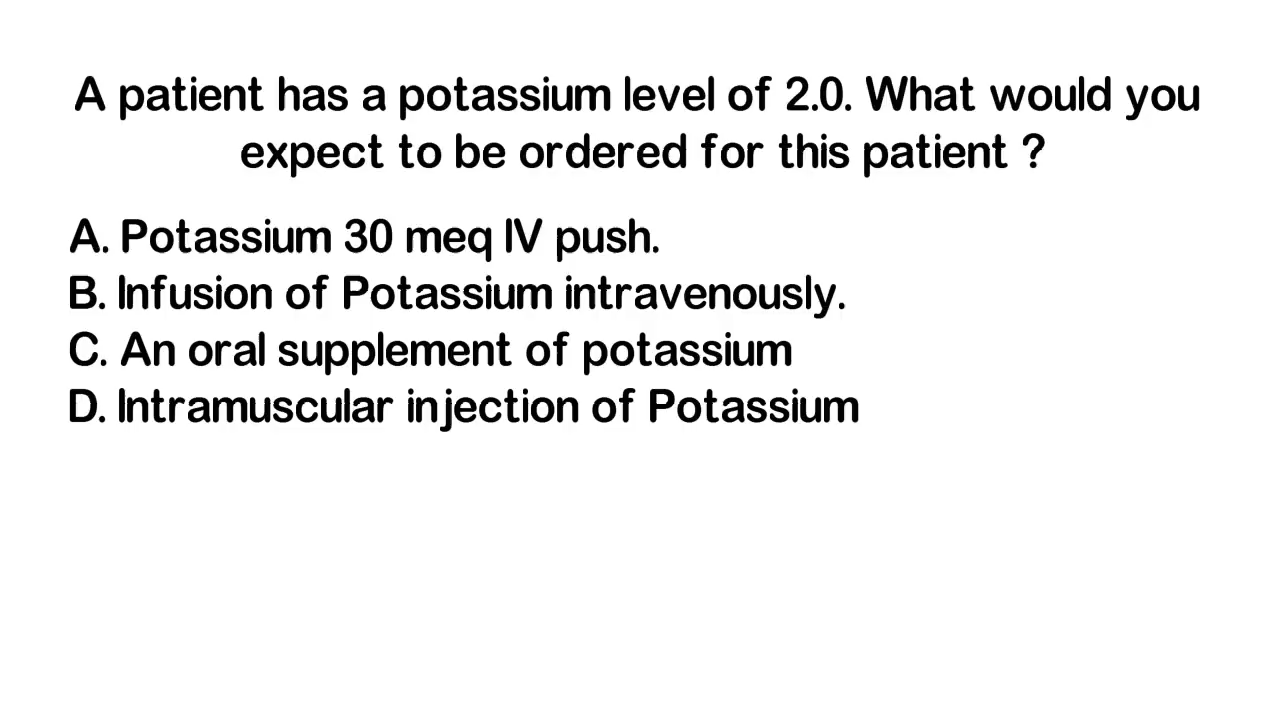 A patient has a potassium level of 2.0. What would you
expect to be ordered for this patient ?
A. Potassium 30 meq IV push.
B. Infusion of Potassium intravenously.
C. An oral supplement of potassium
D. Intramuscular injection of Potassium